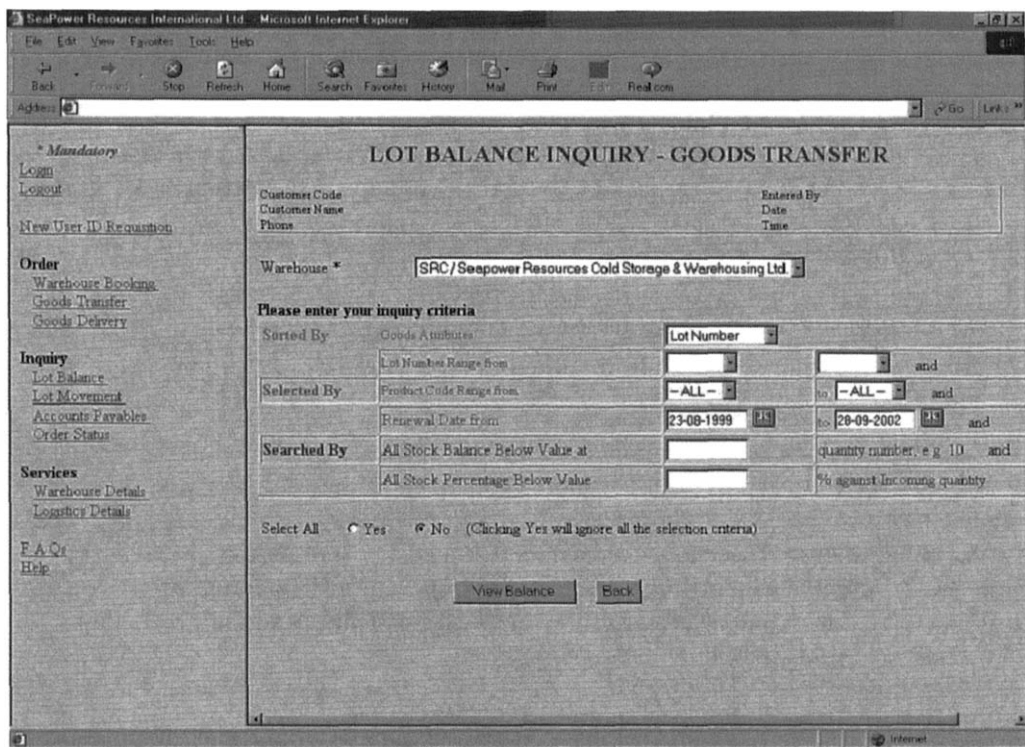 SeaPower Resources International Ltd. - Microsoft Internet Explorer
File Edit View Favorites Tools Help
Back Forward Stop Refresh Home Search Favorites History Mail Print Edit Real.com
Address Go Links »
* Mandatory
Login
Logout
New User ID Requisition
Order
Warehouse Booking
Goods Transfer
Goods Delivery
Inquiry
Lot Balance
Lot Movement
Accounts Payables
Order Status
Services
Warehouse Details
Logistics Details
F A Qs
Help
LOT BALANCE INQUIRY - GOODS TRANSFER
Customer Code Entered By
Customer Name Date
Phone Time
Warehouse * SRC/Seapower Resources Cold Storage & Warehousing Ltd.
Please enter your inquiry criteria
Sorted By Goods Attributes Lot Number
Lot Number Range from and
Selected By Product Code Range from -ALL- to -ALL- and
Renewal Date from 23-08-1999 to 28-09-2002 and
Searched By All Stock Balance Below Value at quantity number, e.g. 10 and
All Stock Percentage Below Value % against Incoming quantity
Select All Yes No (Clicking Yes will ignore all the selection criteria)
View Balance Back
Internet